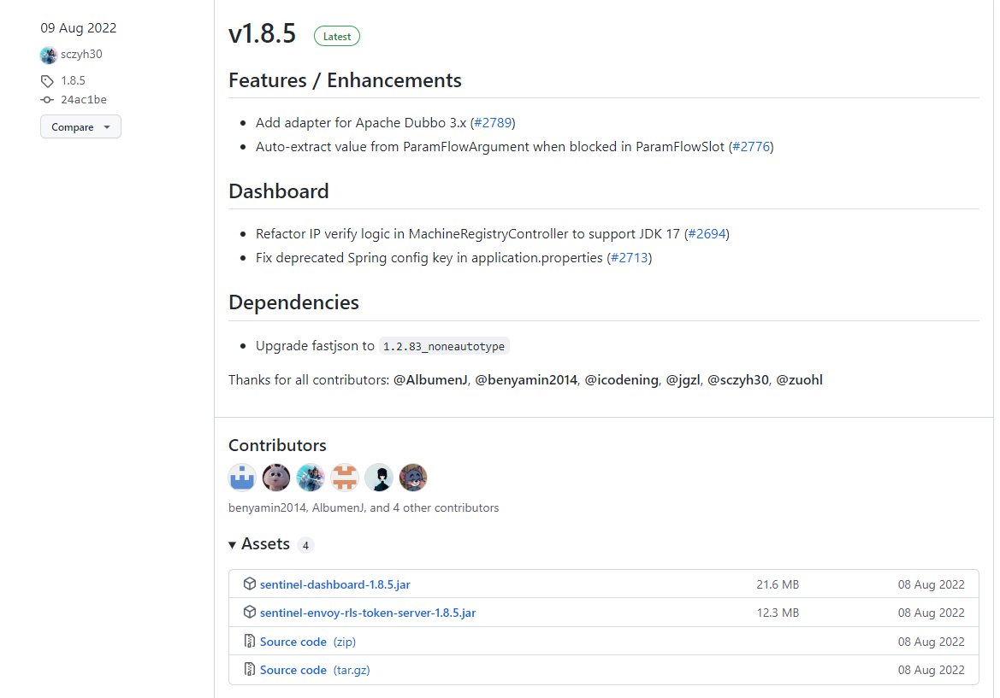 09 Aug 2022
sczyh30
1.8.5
24ac1be
Compare
v1.8.5 Latest
Features / Enhancements
Add adapter for Apache Dubbo 3.x (#2789)
Auto-extract value from ParamFlowArgument when blocked in ParamFlowSlot (#2776)
Dashboard
Refactor IP verify logic in MachineRegistryController to support JDK 17 (#2694)
Fix deprecated Spring config key in application.properties (#2713)
Dependencies
Upgrade fastjson to 1.2.83_noneautotype
Thanks for all contributors: @AlbumenJ, @benyamin2014, @icodening, @jgzl, @sczyh30, @zuohl
Contributors
benyamin2014, AlbumenJ, and 4 other contributors
Assets 4
sentinel-dashboard-1.8.5.jar 21.6 MB 08 Aug 2022
sentinel-envoy-rls-token-server-1.8.5.jar 12.3 MB 08 Aug 2022
Source code (zip) 08 Aug 2022
Source code (tar.gz) 08 Aug 2022